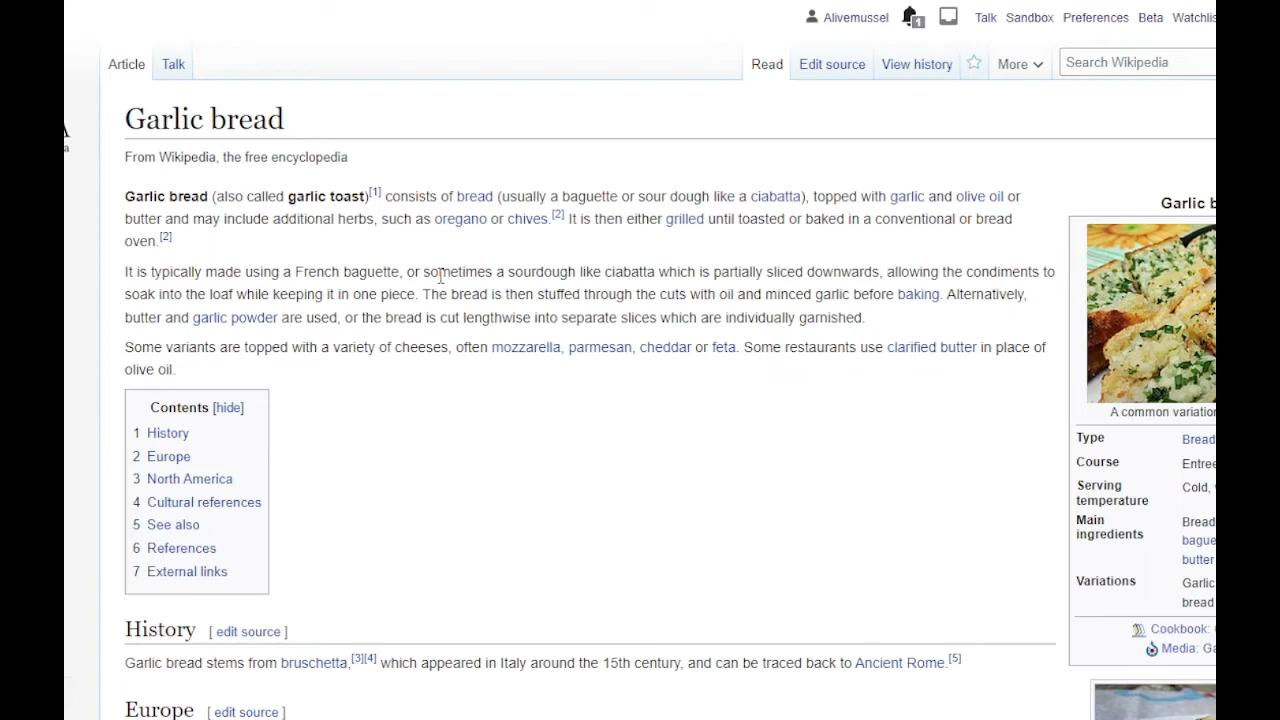 Alivemussel 1 Talk Sandbox Preferences Beta Watchlis
Article Talk Read Edit source View history More Search Wikipedia
A
a
Garlic bread
From Wikipedia, the free encyclopedia
Garlic bread (also called garlic toast)[1] consists of bread (usually a baguette or sour dough like a ciabatta), topped with garlic and olive oil or
butter and may include additional herbs, such as oregano or chives.[2] It is then either grilled until toasted or baked in a conventional or bread
oven.[2]
It is typically made using a French baguette, or sometimes a sourdough like ciabatta which is partially sliced downwards, allowing the condiments to
soak into the loaf while keeping it in one piece. The bread is then stuffed through the cuts with oil and minced garlic before baking. Alternatively,
butter and garlic powder are used, or the bread is cut lengthwise into separate slices which are individually garnished.
Some variants are topped with a variety of cheeses, often mozzarella, parmesan, cheddar or feta. Some restaurants use clarified butter in place of
olive oil.
Contents [hide]
1 History
2 Europe
3 North America
4 Cultural references
5 See also
6 References
7 External links
History [ edit source ]
Garlic bread stems from bruschetta,[3][4] which appeared in Italy around the 15th century, and can be traced back to Ancient Rome.[5]
Europe [ edit source ]
Garlic b
A common variation
Type Bread
Course Entree
Serving temperature Cold,
Main ingredients Bread
bague
butter
Variations Garlic
bread
Cookbook:
Media: Ga